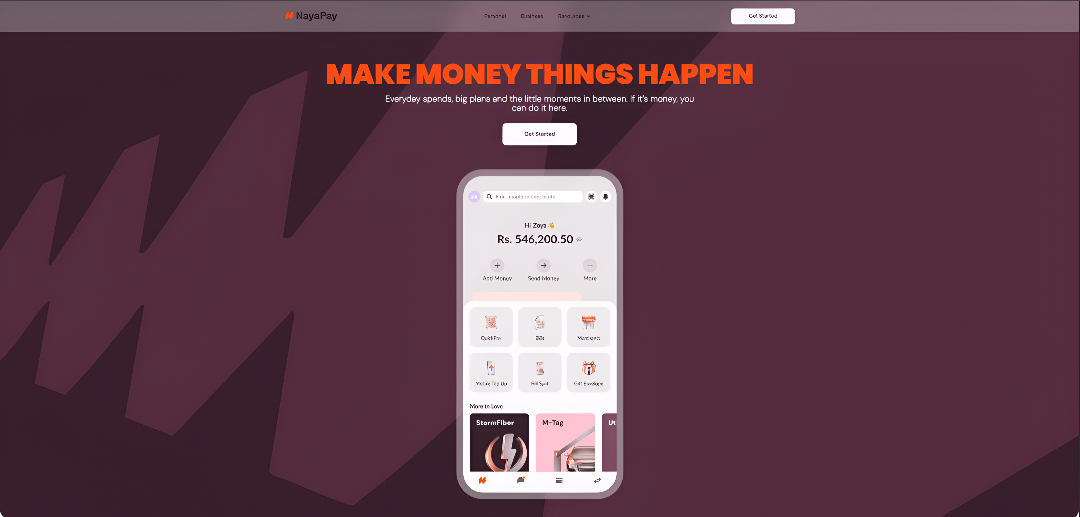 NayaPay
Personal
Business
Resources
Get Started
MAKE MONEY THINGS HAPPEN
Everyday spends, big plans and the little moments in between. If it's money, you
can do it here.
Get Started
Hi Zoya
Rs. 546,200.50
Add Money
Send Money
More
QuickPay
Bills
Merchants
Mobile Top Up
Bill Split
Gift Envelope
More to Love
StormFiber
M-Tag
Ut